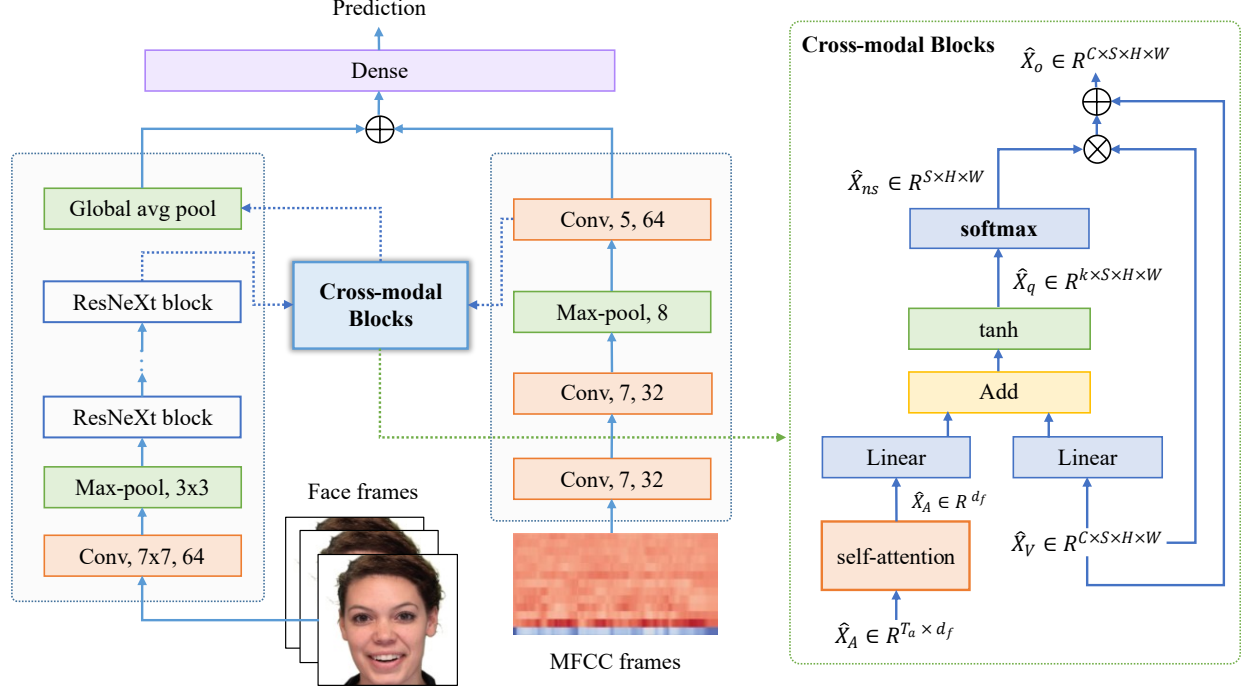 Prediction
Dense
Global avg pool
ResNeXt block
ResNeXt block
Max-pool, 3x3
Conv, 7x7, 64
Face frames
Cross-modal
Blocks
Conv, 5, 64
Max-pool, 8
Conv, 7, 32
Conv, 7, 32
MFCC frames
Cross-modal Blocks
X̂_o ∈ R^{C×S×H×W}
X̂_{ns} ∈ R^{S×H×W}
softmax
X̂_q ∈ R^{k×S×H×W}
tanh
Add
Linear
Linear
X̂_A ∈ R^{d_f}
X̂_V ∈ R^{C×S×H×W}
self-attention
X̂_A ∈ R^{T_a × d_f}